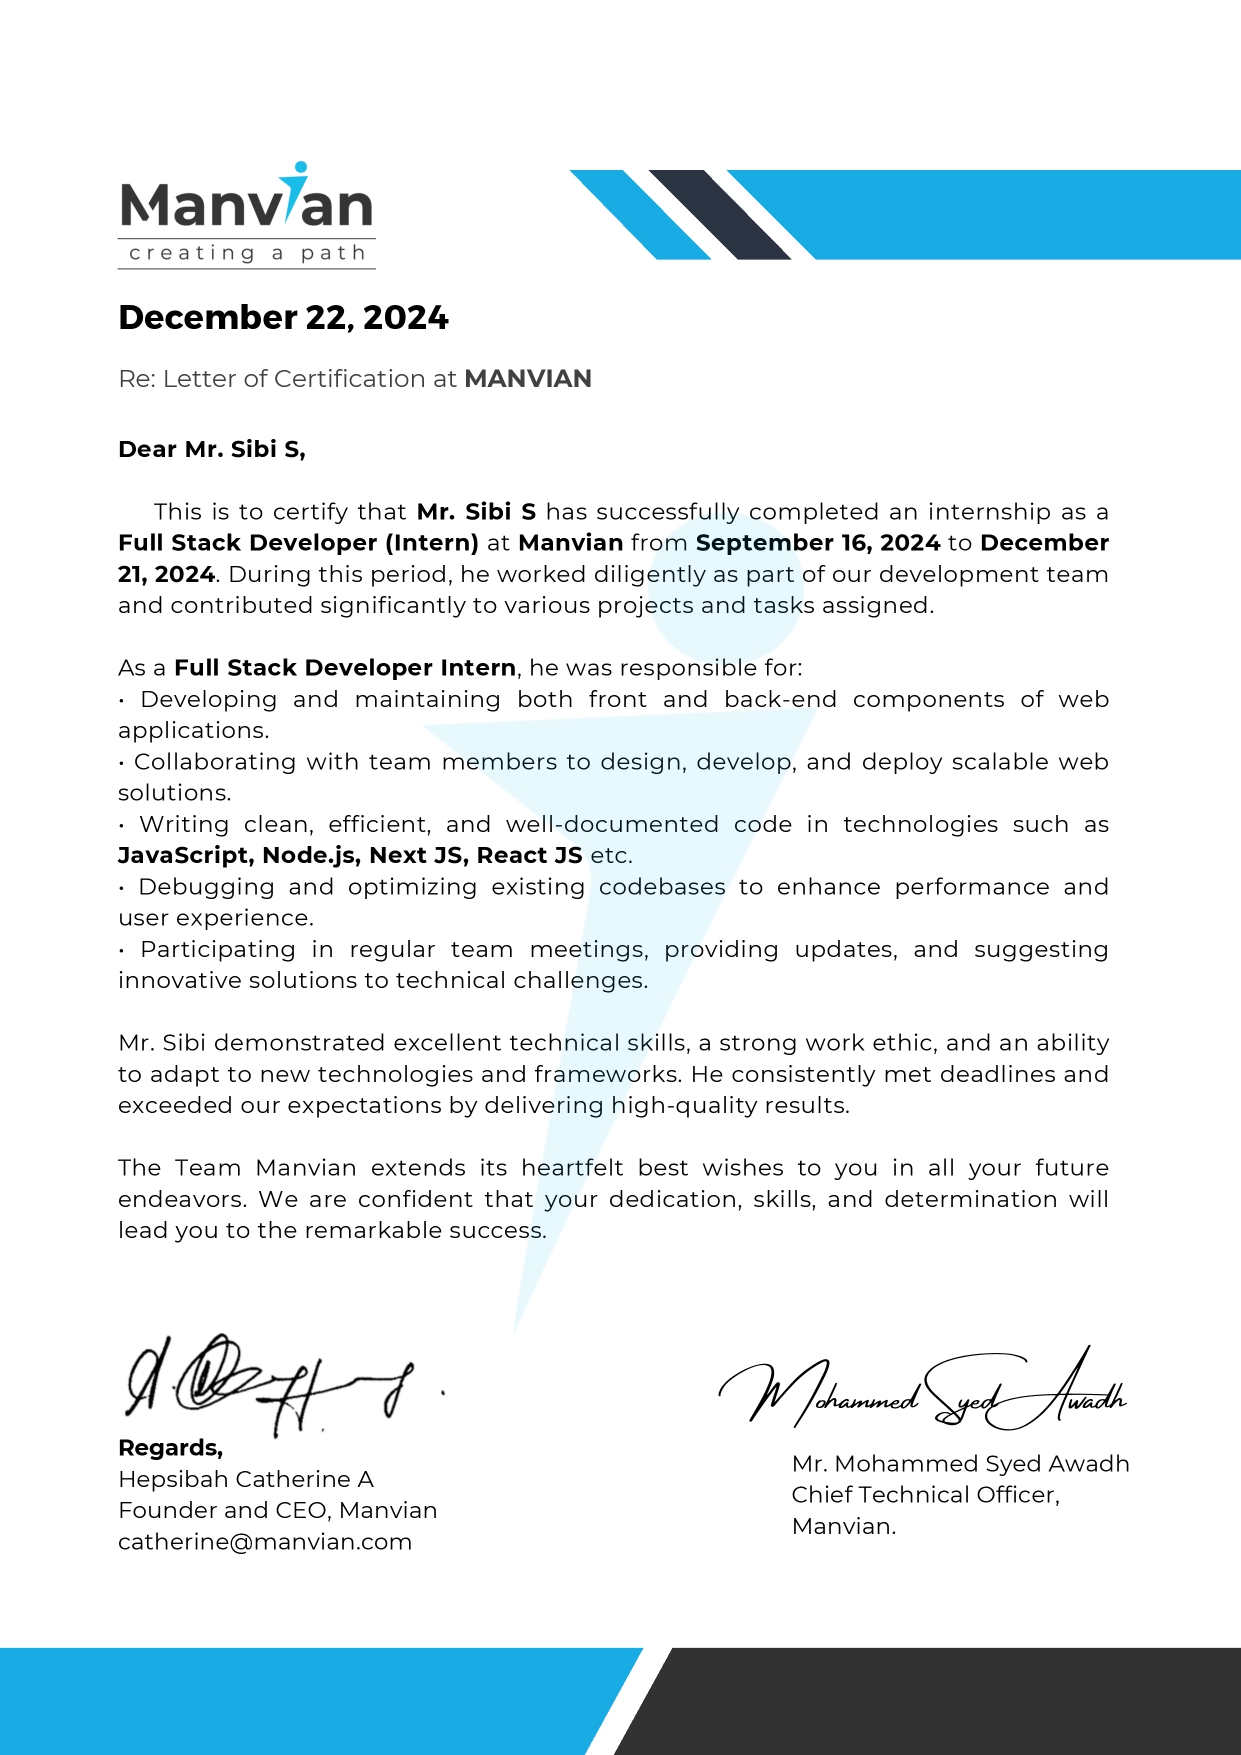 Manvian
creating a path
December 22, 2024
Re: Letter of Certification at MANVIAN
Dear Mr. Sibi S,
This is to certify that Mr. Sibi S has successfully completed an internship as a
Full Stack Developer (Intern) at Manvian from September 16, 2024 to December
21, 2024. During this period, he worked diligently as part of our development team
and contributed significantly to various projects and tasks assigned.
As a Full Stack Developer Intern, he was responsible for:
• Developing and maintaining both front and back-end components of web
applications.
• Collaborating with team members to design, develop, and deploy scalable web
solutions.
• Writing clean, efficient, and well-documented code in technologies such as
JavaScript, Node.js, Next JS, React JS etc.
• Debugging and optimizing existing codebases to enhance performance and
user experience.
• Participating in regular team meetings, providing updates, and suggesting
innovative solutions to technical challenges.
Mr. Sibi demonstrated excellent technical skills, a strong work ethic, and an ability
to adapt to new technologies and frameworks. He consistently met deadlines and
exceeded our expectations by delivering high-quality results.
The Team Manvian extends its heartfelt best wishes to you in all your future
endeavors. We are confident that your dedication, skills, and determination will
lead you to the remarkable success.
Regards,
Hepsibah Catherine A
Founder and CEO, Manvian
catherine@manvian.com
Mohammed Syed Awadh
Mr. Mohammed Syed Awadh
Chief Technical Officer,
Manvian.